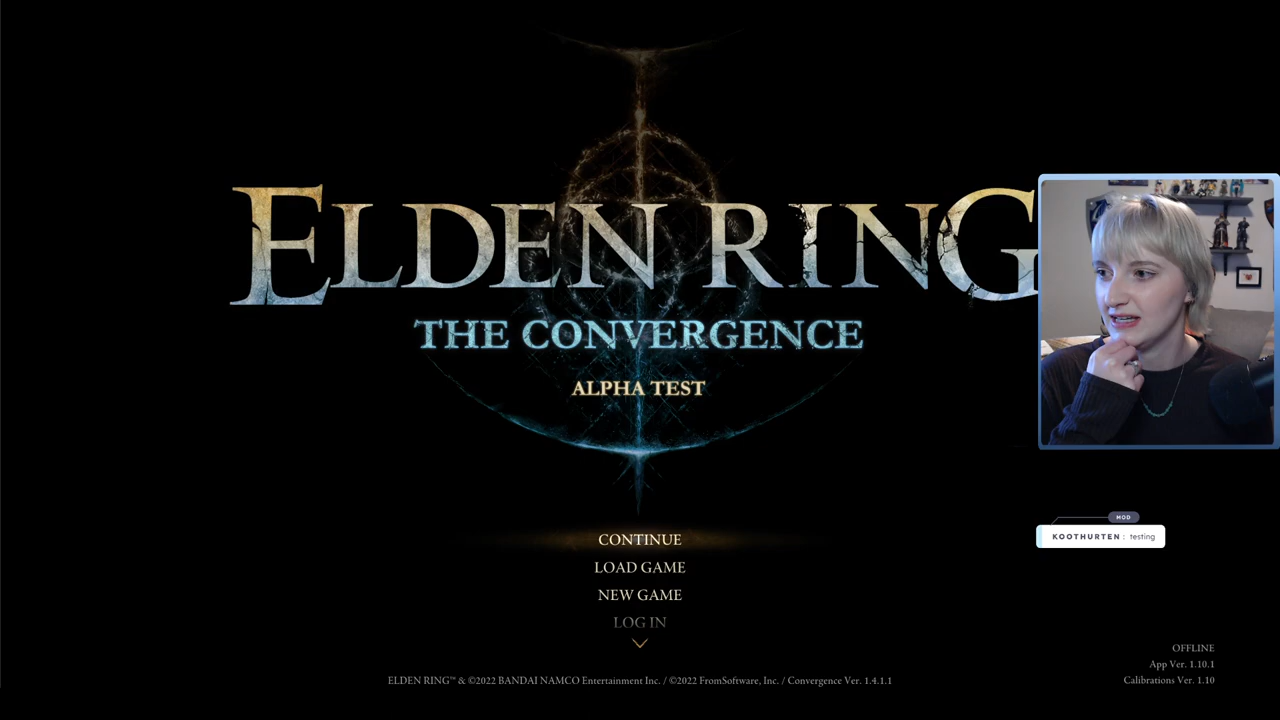 ELDEN RING
THE CONVERGENCE
ALPHA TEST
MOD
KOOTHURTEN : testing
CONTINUE
LOAD GAME
NEW GAME
LOG IN
OFFLINE
App Ver. 1.10.1
Calibrations Ver. 1.10
ELDEN RING™ & ©2022 BANDAI NAMCO Entertainment Inc. / ©2022 FromSoftware, Inc. / Convergence Ver. 1.4.1.1